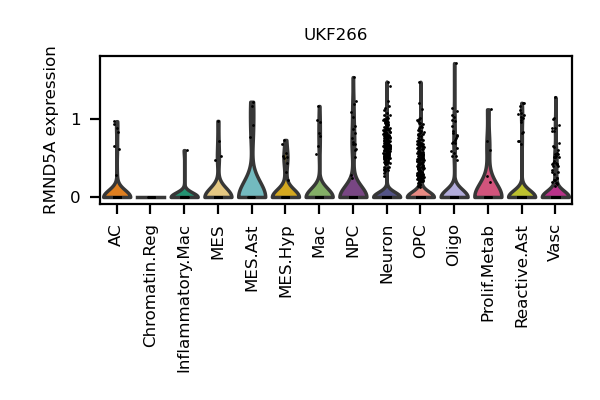 UKF266
RMND5A expression
1
0
AC
Chromatin.Reg
Inflammatory.Mac
MES
MES.Ast
MES.Hyp
Mac
NPC
Neuron
OPC
Oligo
Prolif.Metab
Reactive.Ast
Vasc